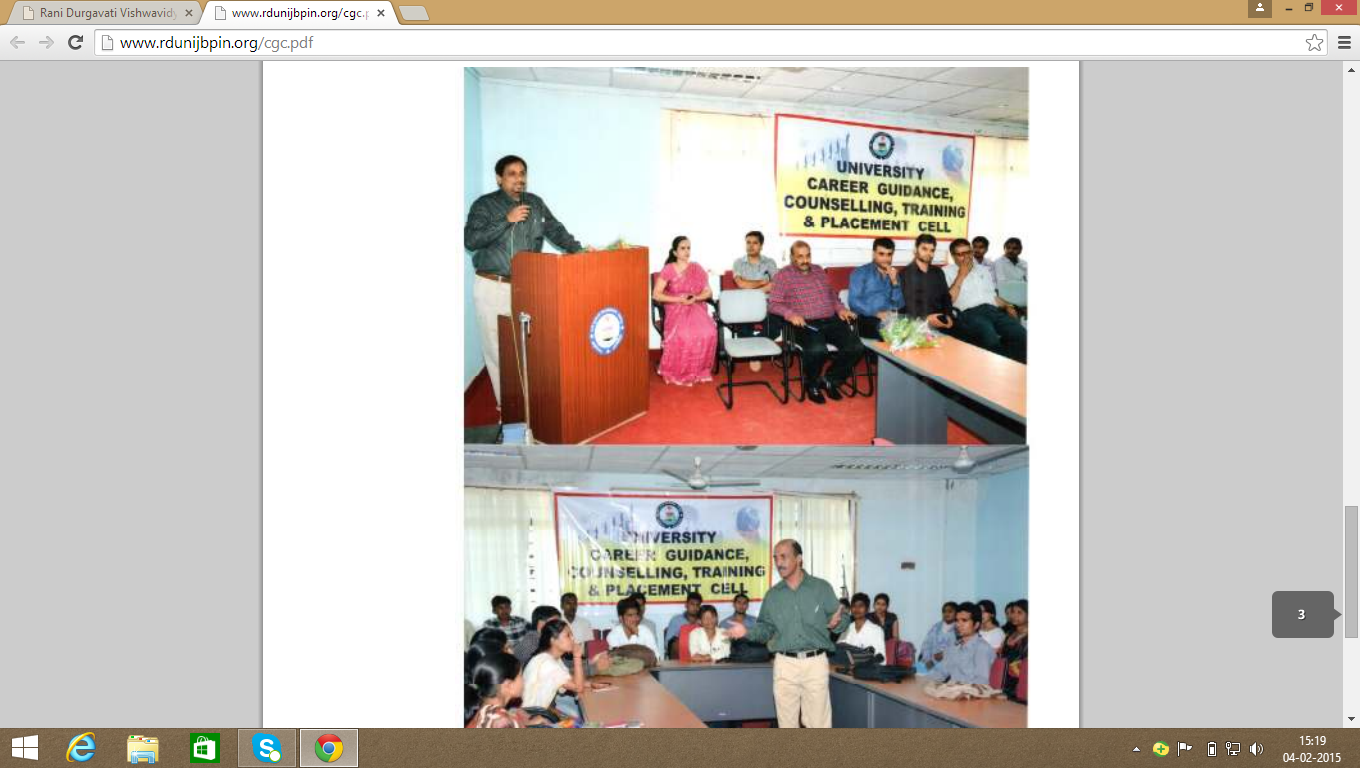 Rani Durgavati Vishwavidy
www.rdunijbpin.org/cgc.p
www.rdunijbpin.org/cgc.pdf
UNIVERSITY
CAREER GUIDANCE,
COUNSELLING, TRAINING
& PLACEMENT CELL
UNIVERSITY
CAREER GUIDANCE,
COUNSELLING, TRAINING
& PLACEMENT CELL
3
15:19
04-02-2015